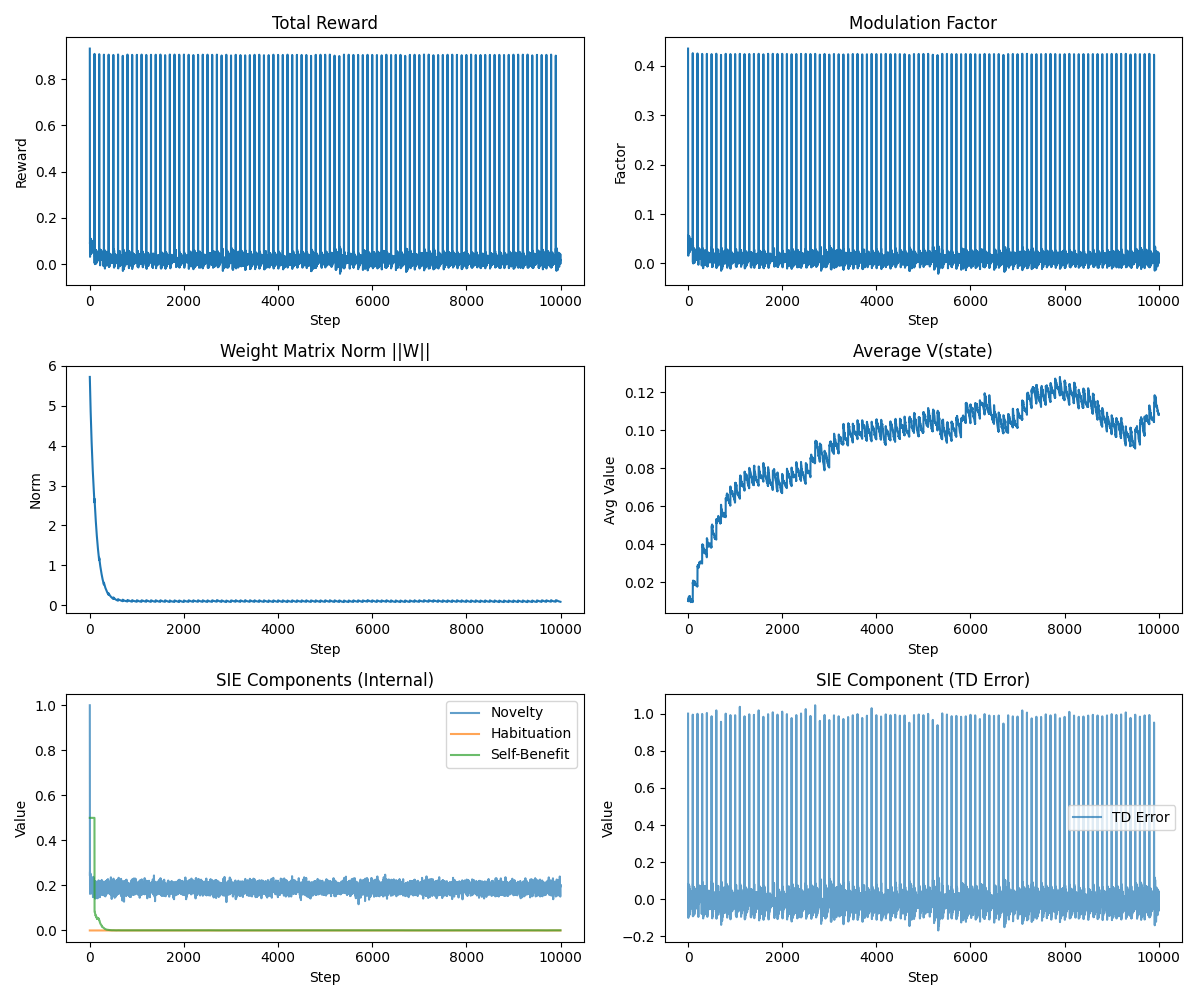 Total Reward
Reward
0.8
0.6
0.4
0.2
0.0
0 2000 4000 6000 8000 10000
Step
Modulation Factor
Factor
0.4
0.3
0.2
0.1
0.0
0 2000 4000 6000 8000 10000
Step
Weight Matrix Norm ||W||
Norm
6
5
4
3
2
1
0
0 2000 4000 6000 8000 10000
Step
Average V(state)
Avg Value
0.12
0.10
0.08
0.06
0.04
0.02
0 2000 4000 6000 8000 10000
Step
SIE Components (Internal)
Value
1.0
0.8
0.6
0.4
0.2
0.0
Novelty
Habituation
Self-Benefit
0 2000 4000 6000 8000 10000
Step
SIE Component (TD Error)
Value
1.0
0.8
0.6
0.4
0.2
0.0
−0.2
TD Error
0 2000 4000 6000 8000 10000
Step